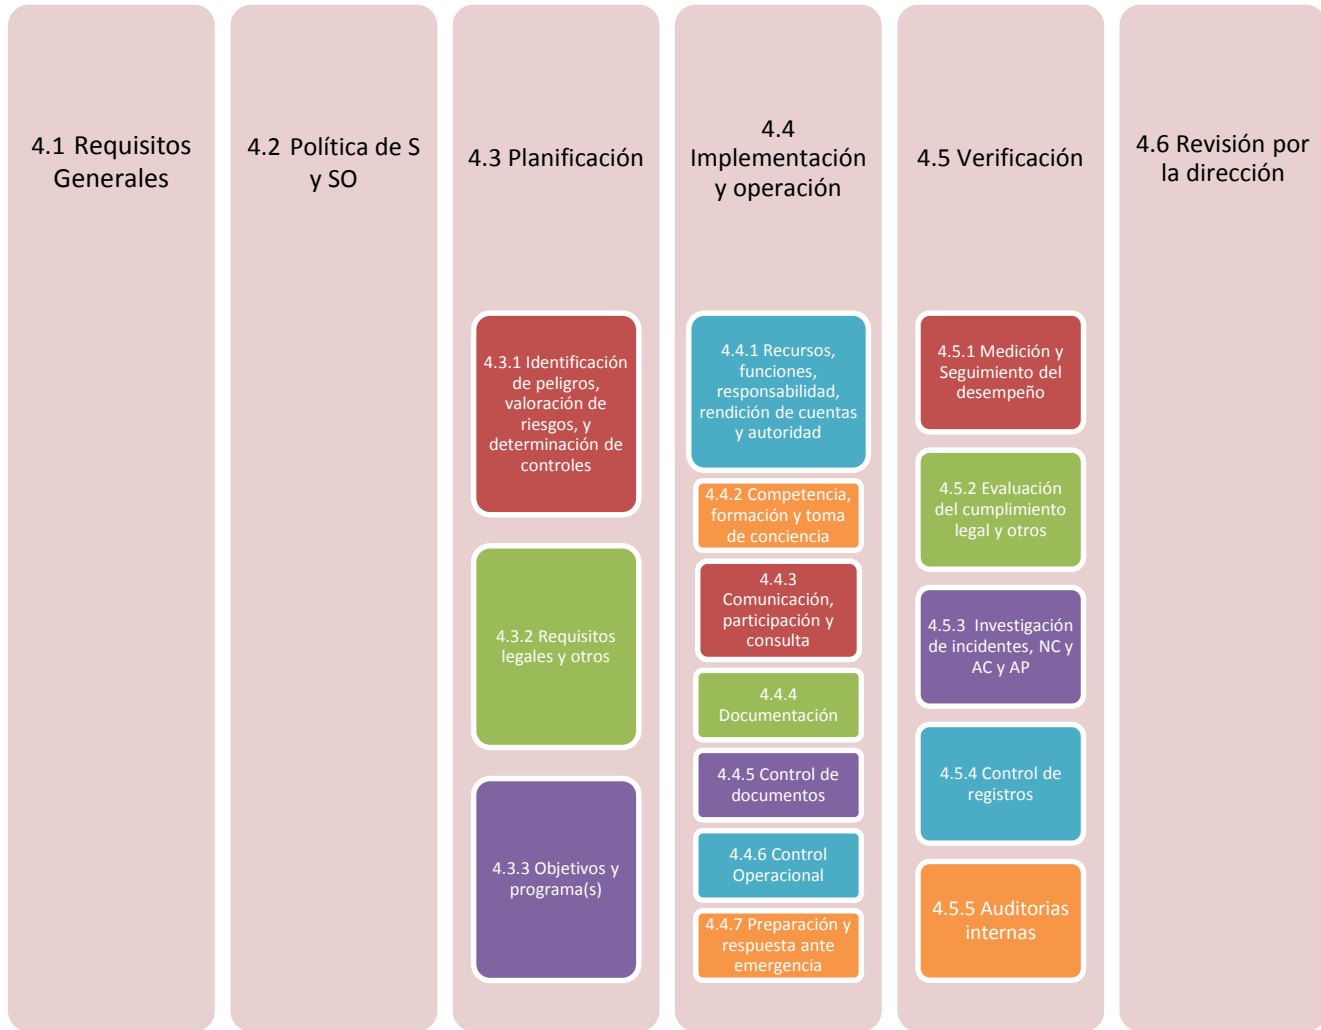 4.1 Requisitos
Generales
4.2 Política de S
y SO
4.3 Planificación
4.3.1 Identificación
de peligros,
valoración de
riesgos, y
determinación de
controles
4.3.2 Requisitos
legales y otros
4.3.3 Objetivos y
programa(s)
4.4
Implementación
y operación
4.4.1 Recursos,
funciones,
responsabilidad,
rendición de cuentas
y autoridad
4.4.2 Competencia,
formación y toma
de conciencia
4.4.3
Comunicación,
participación y
consulta
4.4.4
Documentación
4.4.5 Control de
documentos
4.4.6 Control
Operacional
4.4.7 Preparación y
respuesta ante
emergencia
4.5 Verificación
4.5.1 Medición y
Seguimiento del
desempeño
4.5.2 Evaluación
del cumplimiento
legal y otros
4.5.3 Investigación
de incidentes, NC y
AC y AP
4.5.4 Control de
registros
4.5.5 Auditorias
internas
4.6 Revisión por
la dirección